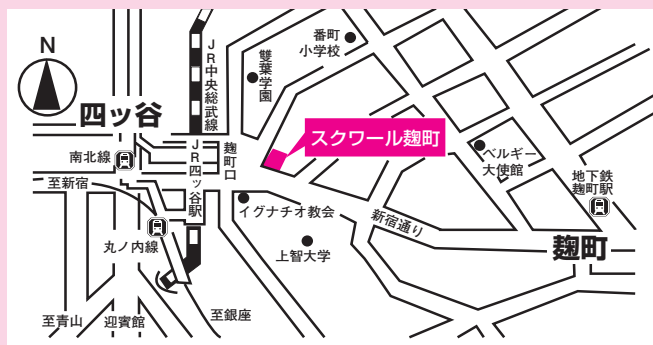 N
四ッ谷
南北線
至新宿
丸ノ内線
至青山
迎賓館
至銀座
JR中央総武線
JR四ッ谷駅
麹町口
雙葉学園
番町
小学校
スクワール麹町
イグナチオ教会
上智大学
新宿通り
ベルギー
大使館
地下鉄
麹町駅
麹町